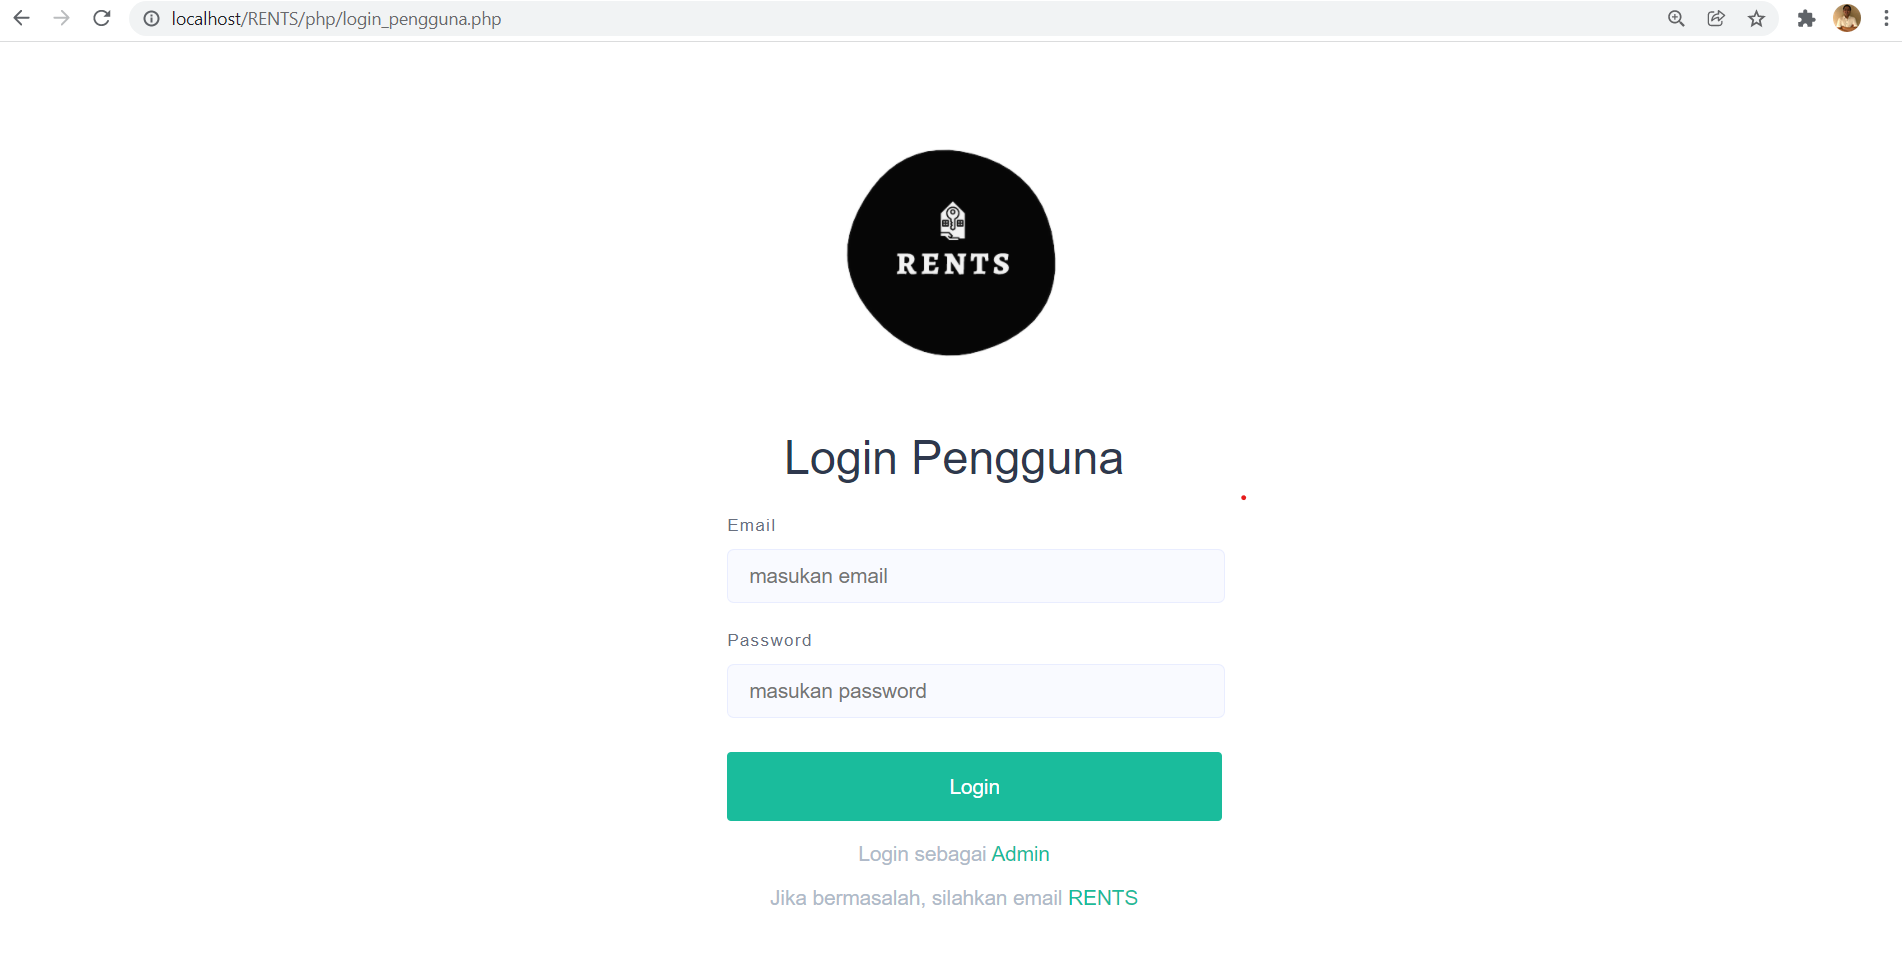 localhost/RENTS/php/login_pengguna.php
RENTS
Login Pengguna
Email
masukan email
Password
masukan password
Login
Login sebagai Admin
Jika bermasalah, silahkan email RENTS